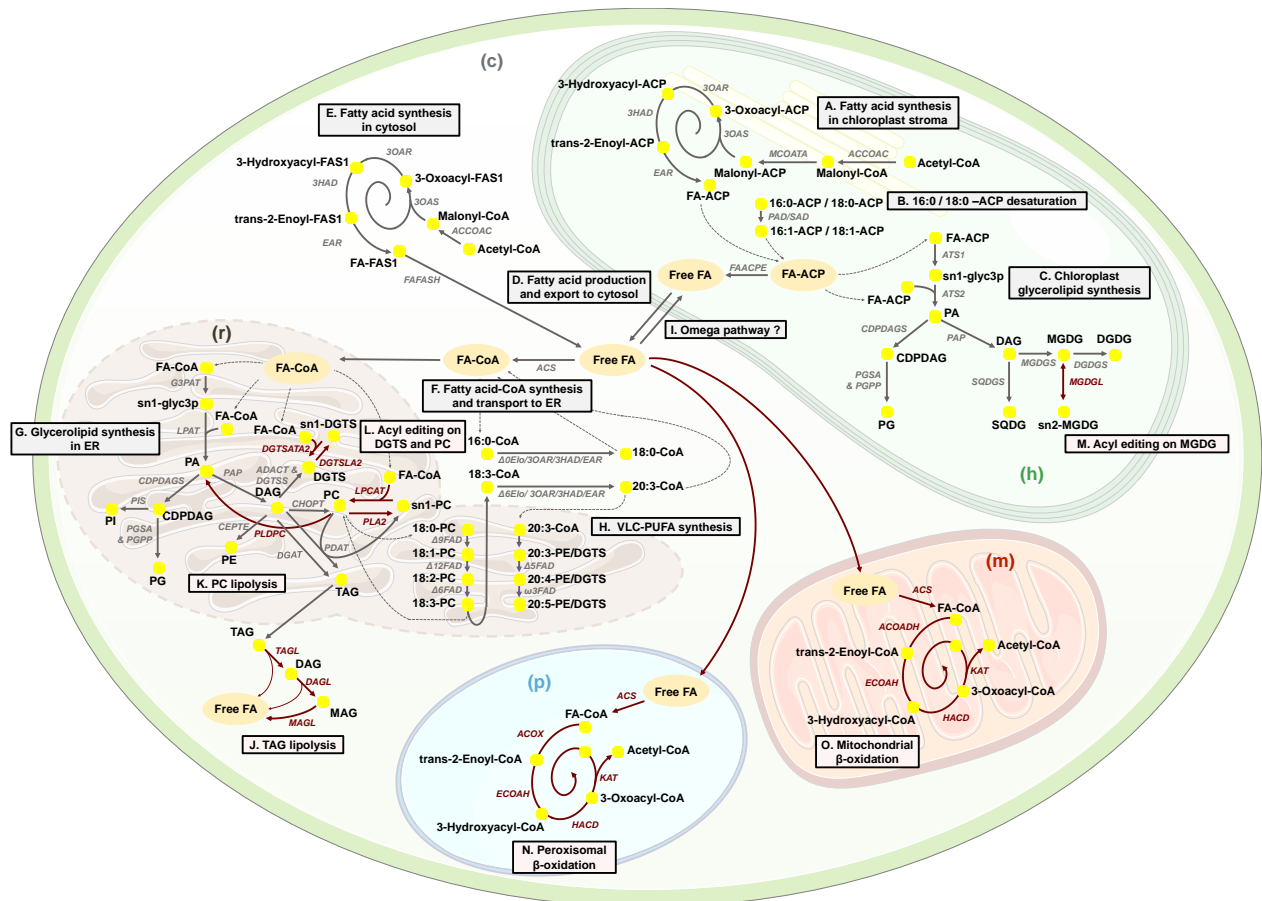 (c)
E. Fatty acid synthesis
in cytosol
3OAR
3-Hydroxyacyl-FAS1
3HAD
3-Oxoacyl-FAS1
3OAS
Malonyl-CoA
trans-2-Enoyl-FAS1
ACCOAC
EAR
Acetyl-CoA
FA-FAS1
FAFASH
3-Hydroxyacyl-ACP
3OAR
3HAD
3-Oxoacyl-ACP
A. Fatty acid synthesis
in chloroplast stroma
3OAS
trans-2-Enoyl-ACP
MCOATA
ACCOAC
Acetyl-CoA
EAR
Malonyl-ACP
Malonyl-CoA
FA-ACP
16:0-ACP / 18:0-ACP
B. 16:0 / 18:0 –ACP desaturation
PAD/SAD
16:1-ACP / 18:1-ACP
FA-ACP
ATS1
D. Fatty acid production
and export to cytosol
Free FA
FAACPE
FA-ACP
sn1-glyc3p
C. Chloroplast
glycerolipid synthesis
FA-ACP
ATS2
PA
I. Omega pathway ?
CDPDAGS
PAP
DAG
MGDG
DGDG
CDPDAG
MGDGS
DGDGS
PGSA
& PGPP
SQDGS
MGDGL
PG
SQDG
sn2-MGDG
M. Acyl editing on MGDG
(h)
(r)
FA-CoA
FA-CoA
FA-CoA
ACS
Free FA
G3PAT
F. Fatty acid-CoA synthesis
and transport to ER
sn1-glyc3p
FA-CoA
G. Glycerolipid synthesis
in ER
LPAT
FA-CoA
sn1-DGTS
L. Acyl editing on
DGTS and PC
DGTSATA2
DGTSLA2
16:0-CoA
18:0-CoA
Δ0Elo/3OAR/3HAD/EAR
PA
PAP
ADACT &
DGTSS
DGTS
FA-CoA
18:3-CoA
CDPDAGS
DAG
PC
LPCAT
20:3-CoA
Δ6Elo/ 3OAR/3HAD/EAR
PIS
CHOPT
sn1-PC
PI
CDPDAG
PLA2
H. VLC-PUFA synthesis
CEPTE
PLDPC
PGSA
& PGPP
PE
DGAT
PDAT
18:0-PC
20:3-CoA
Δ9FAD
18:1-PC
20:3-PE/DGTS
Δ12FAD
Δ5FAD
PG
K. PC lipolysis
TAG
18:2-PC
20:4-PE/DGTS
Δ6FAD
ω3FAD
18:3-PC
20:5-PE/DGTS
TAG
TAGL
DAG
DAGL
Free FA
MAGL
MAG
J. TAG lipolysis
(p)
Free FA
ACS
FA-CoA
ACOX
trans-2-Enoyl-CoA
Acetyl-CoA
KAT
ECOAH
3-Oxoacyl-CoA
3-Hydroxyacyl-CoA
HACD
N. Peroxisomal
β-oxidation
(m)
Free FA
ACS
FA-CoA
ACOADH
trans-2-Enoyl-CoA
Acetyl-CoA
KAT
ECOAH
3-Oxoacyl-CoA
3-Hydroxyacyl-CoA
HACD
O. Mitochondrial
β-oxidation